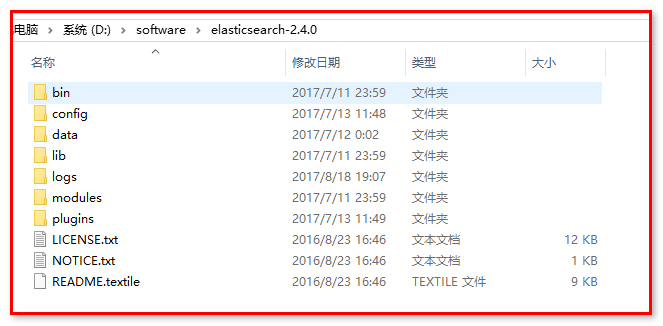 电脑 › 系统 (D:) › software › elasticsearch-2.4.0
名称 修改日期 类型 大小
bin 2017/7/11 23:59 文件夹
config 2017/7/13 11:48 文件夹
data 2017/7/12 0:02 文件夹
lib 2017/7/11 23:59 文件夹
logs 2017/8/18 19:07 文件夹
modules 2017/7/11 23:59 文件夹
plugins 2017/7/13 11:49 文件夹
LICENSE.txt 2016/8/23 16:46 文本文档 12 KB
NOTICE.txt 2016/8/23 16:46 文本文档 1 KB
README.textile 2016/8/23 16:46 TEXTILE 文件 9 KB